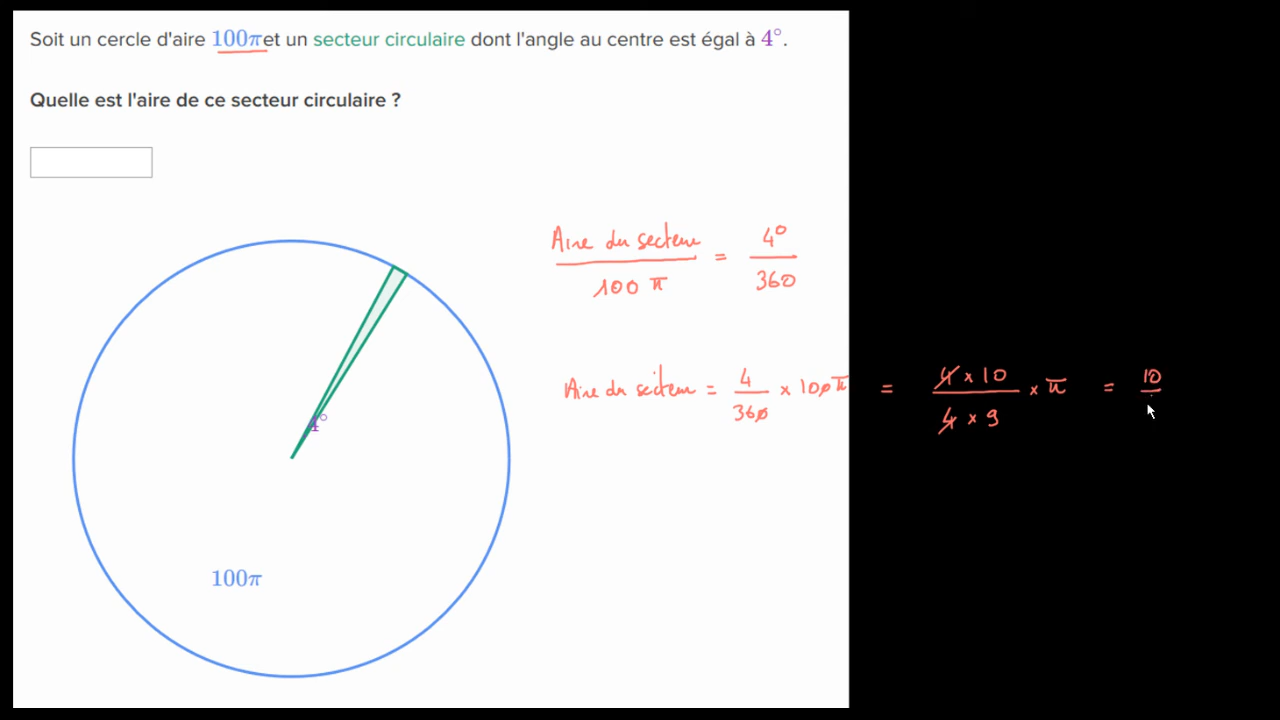 Soit un cercle d'aire 100π et un secteur circulaire dont l'angle au centre est égal à 4°.
Quelle est l'aire de ce secteur circulaire ?
Aire du secteur / 100 π = 4° / 360
Aire du secteur = 4 / 360 × 100 π = 4 × 10 / 4 × 9 × π = 10
4°
100π